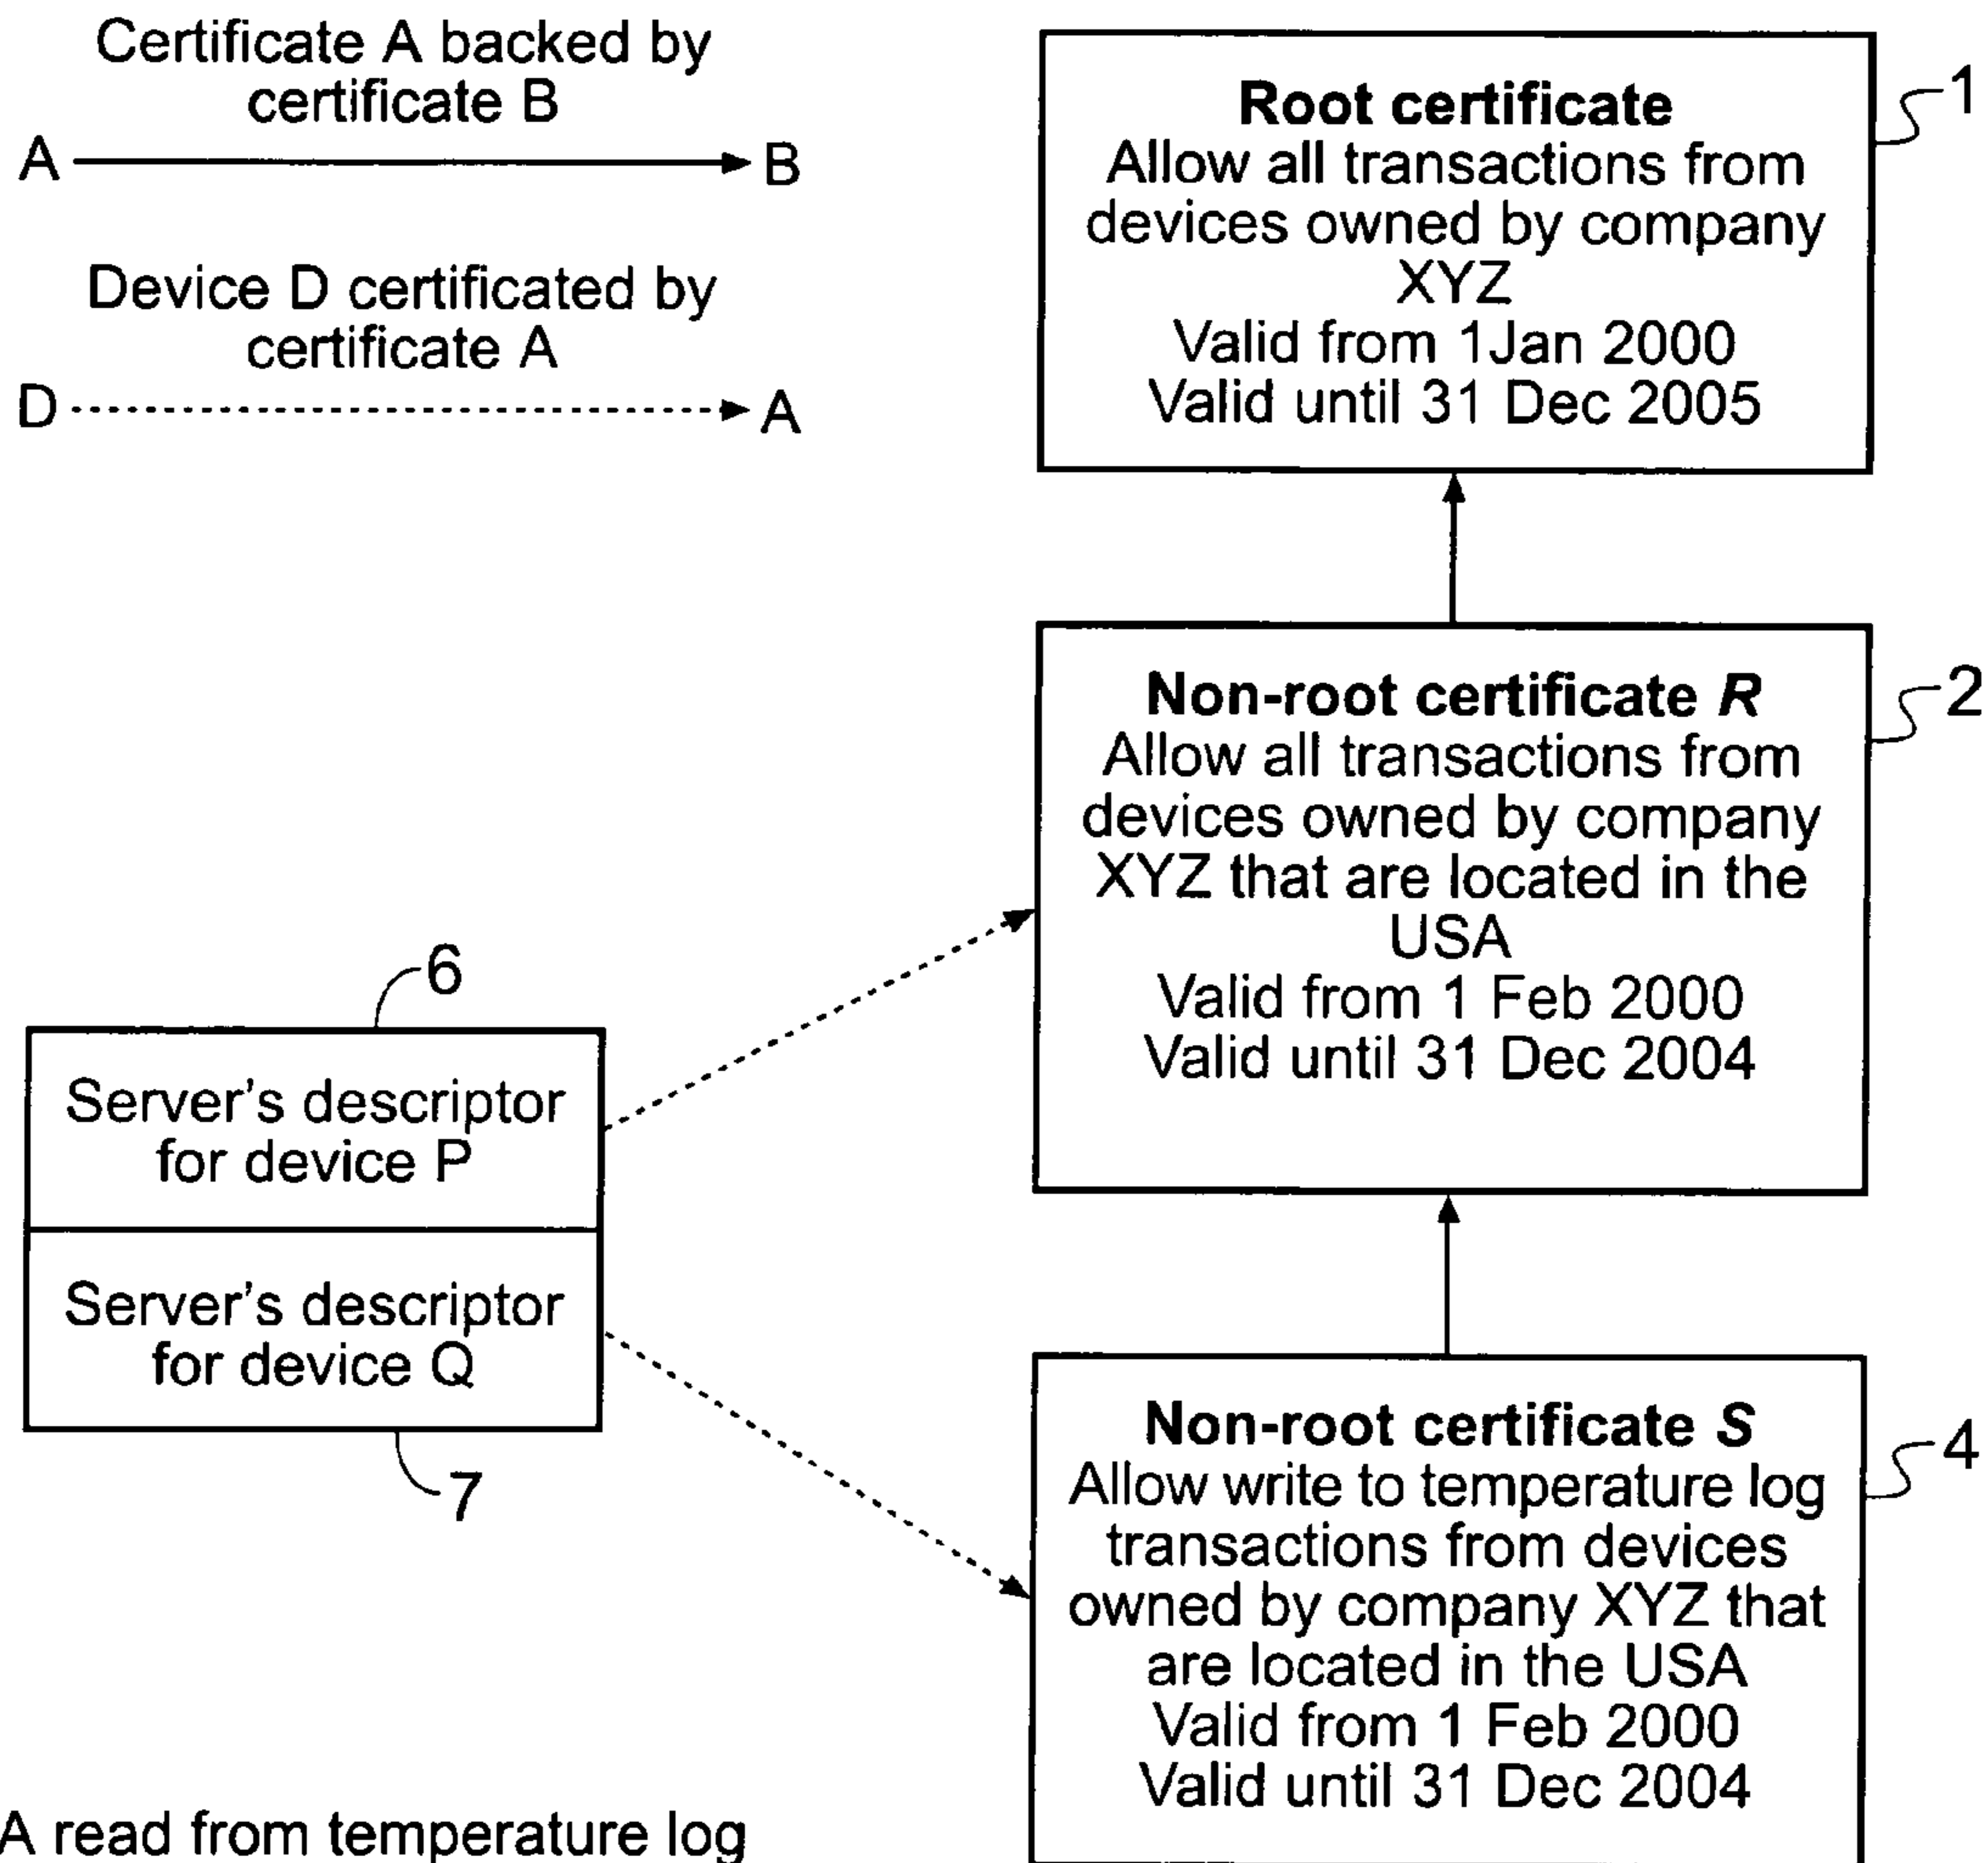 Certificate A backed by
certificate B
A
B
Device D certificated by
certificate A
D
A
Root certificate
Allow all transactions from
devices owned by company
XYZ
Valid from 1Jan 2000
Valid until 31 Dec 2005
1
Non-root certificate R
Allow all transactions from
devices owned by company
XYZ that are located in the
USA
Valid from 1 Feb 2000
Valid until 31 Dec 2004
2
6
Server's descriptor
for device P
Server's descriptor
for device Q
7
Non-root certificate S
Allow write to temperature log
transactions from devices
owned by company XYZ that
are located in the USA
Valid from 1 Feb 2000
Valid until 31 Dec 2004
4
A read from temperature log